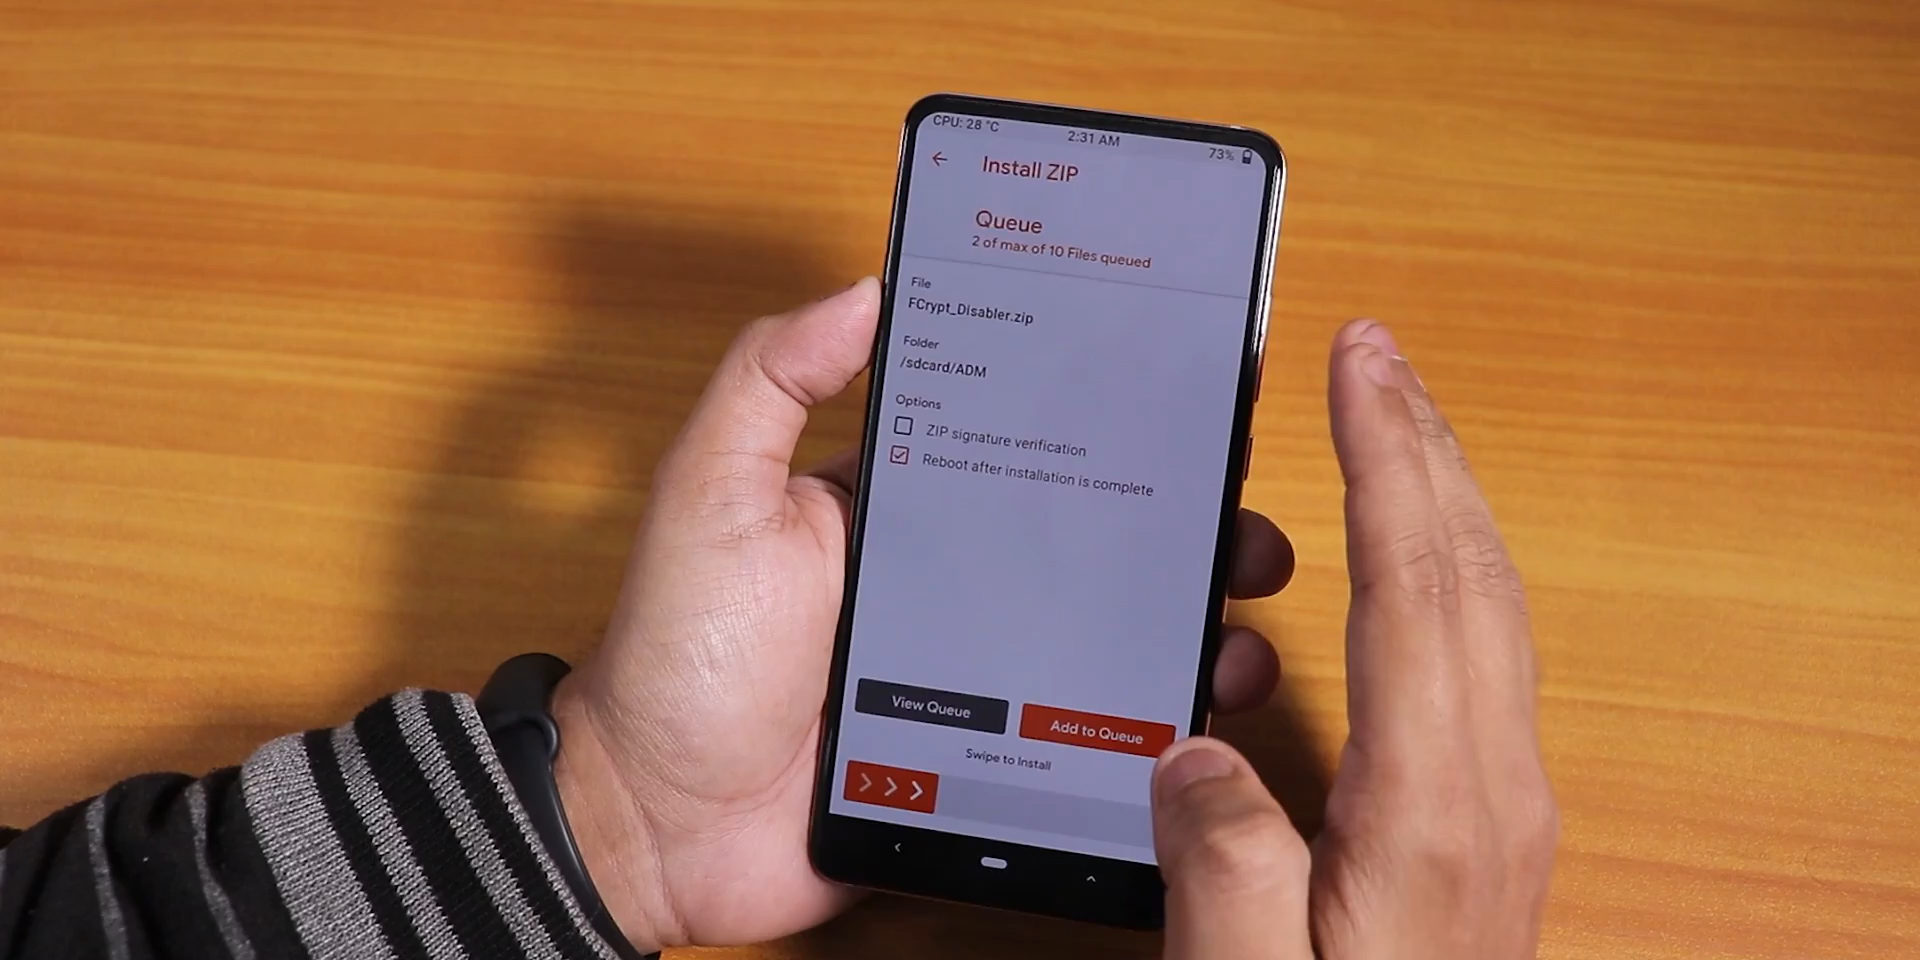 CPU: 28 °C 2:31 AM 73%
Install ZIP
Queue
2 of max of 10 Files queued
File
FCrypt_Disabler.zip
Folder
/sdcard/ADM
Options
ZIP signature verification
Reboot after installation is complete
View Queue Add to Queue
Swipe to Install